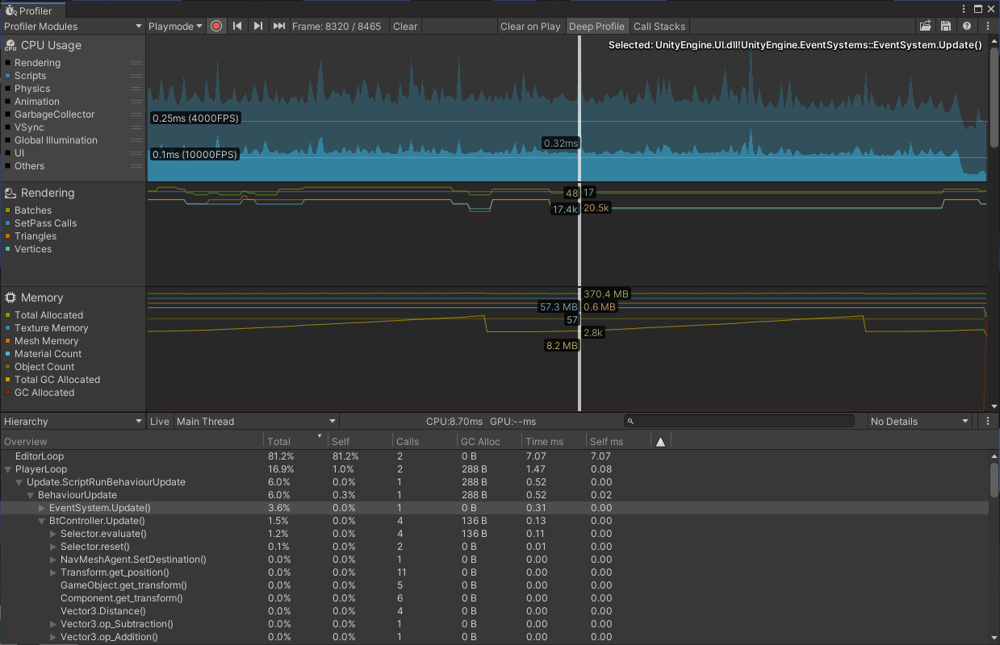 Profiler
Profiler Modules Playmode Frame: 8320 / 8465 Clear Clear on Play Deep Profile Call Stacks
CPU Usage
Selected: UnityEngine.UI.dll!UnityEngine.EventSystems::EventSystem.Update()
Rendering
Scripts
Physics
Animation
GarbageCollector
VSync
Global Illumination
UI
Others
0.25ms (4000FPS)
0.32ms
0.1ms (10000FPS)
Rendering
Batches
SetPass Calls
Triangles
Vertices
48 17
17.4k 20.5k
Memory
Total Allocated
Texture Memory
Mesh Memory
Material Count
Object Count
Total GC Allocated
GC Allocated
370.4 MB
57.3 MB 0.6 MB
57
2.8k
8.2 MB
Hierarchy Live Main Thread CPU:8.70ms GPU:--ms No Details
Overview Total Self Calls GC Alloc Time ms Self ms
EditorLoop 81.2% 81.2% 2 0 B 7.07 7.07
PlayerLoop 16.9% 1.0% 2 288 B 1.47 0.08
Update.ScriptRunBehaviourUpdate 6.0% 0.0% 1 288 B 0.52 0.00
BehaviourUpdate 6.0% 0.3% 1 288 B 0.52 0.02
EventSystem.Update() 3.6% 0.0% 1 0 B 0.31 0.00
BtController.Update() 1.5% 0.0% 4 136 B 0.13 0.00
Selector.evaluate() 1.2% 0.0% 4 136 B 0.11 0.00
Selector.reset() 0.1% 0.0% 2 0 B 0.01 0.00
NavMeshAgent.SetDestination() 0.0% 0.0% 1 0 B 0.00 0.00
Transform.get_position() 0.0% 0.0% 11 0 B 0.00 0.00
GameObject.get_transform() 0.0% 0.0% 5 0 B 0.00 0.00
Component.get_transform() 0.0% 0.0% 6 0 B 0.00 0.00
Vector3.Distance() 0.0% 0.0% 4 0 B 0.00 0.00
Vector3.op_Subtraction() 0.0% 0.0% 1 0 B 0.00 0.00
Vector3.op_Addition() 0.0% 0.0% 1 0 B 0.00 0.00